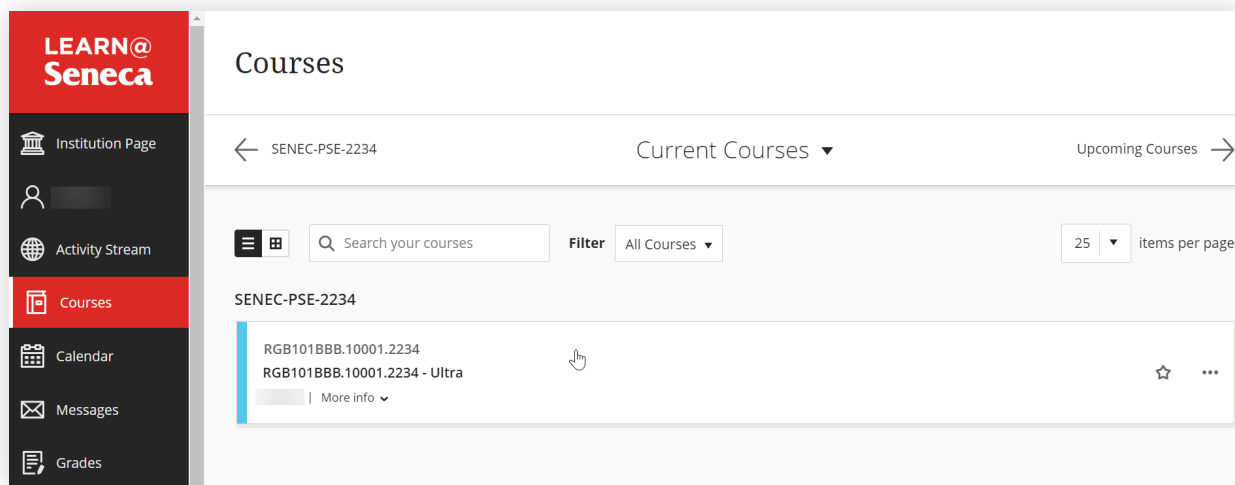 LEARN@
Seneca
Institution Page
Activity Stream
Courses
Calendar
Messages
Grades
Courses
SENEC-PSE-2234
Current Courses
Upcoming Courses
Search your courses
Filter
All Courses
25
items per page
SENEC-PSE-2234
RGB101BBB.10001.2234
RGB101BBB.10001.2234 - Ultra
| More info